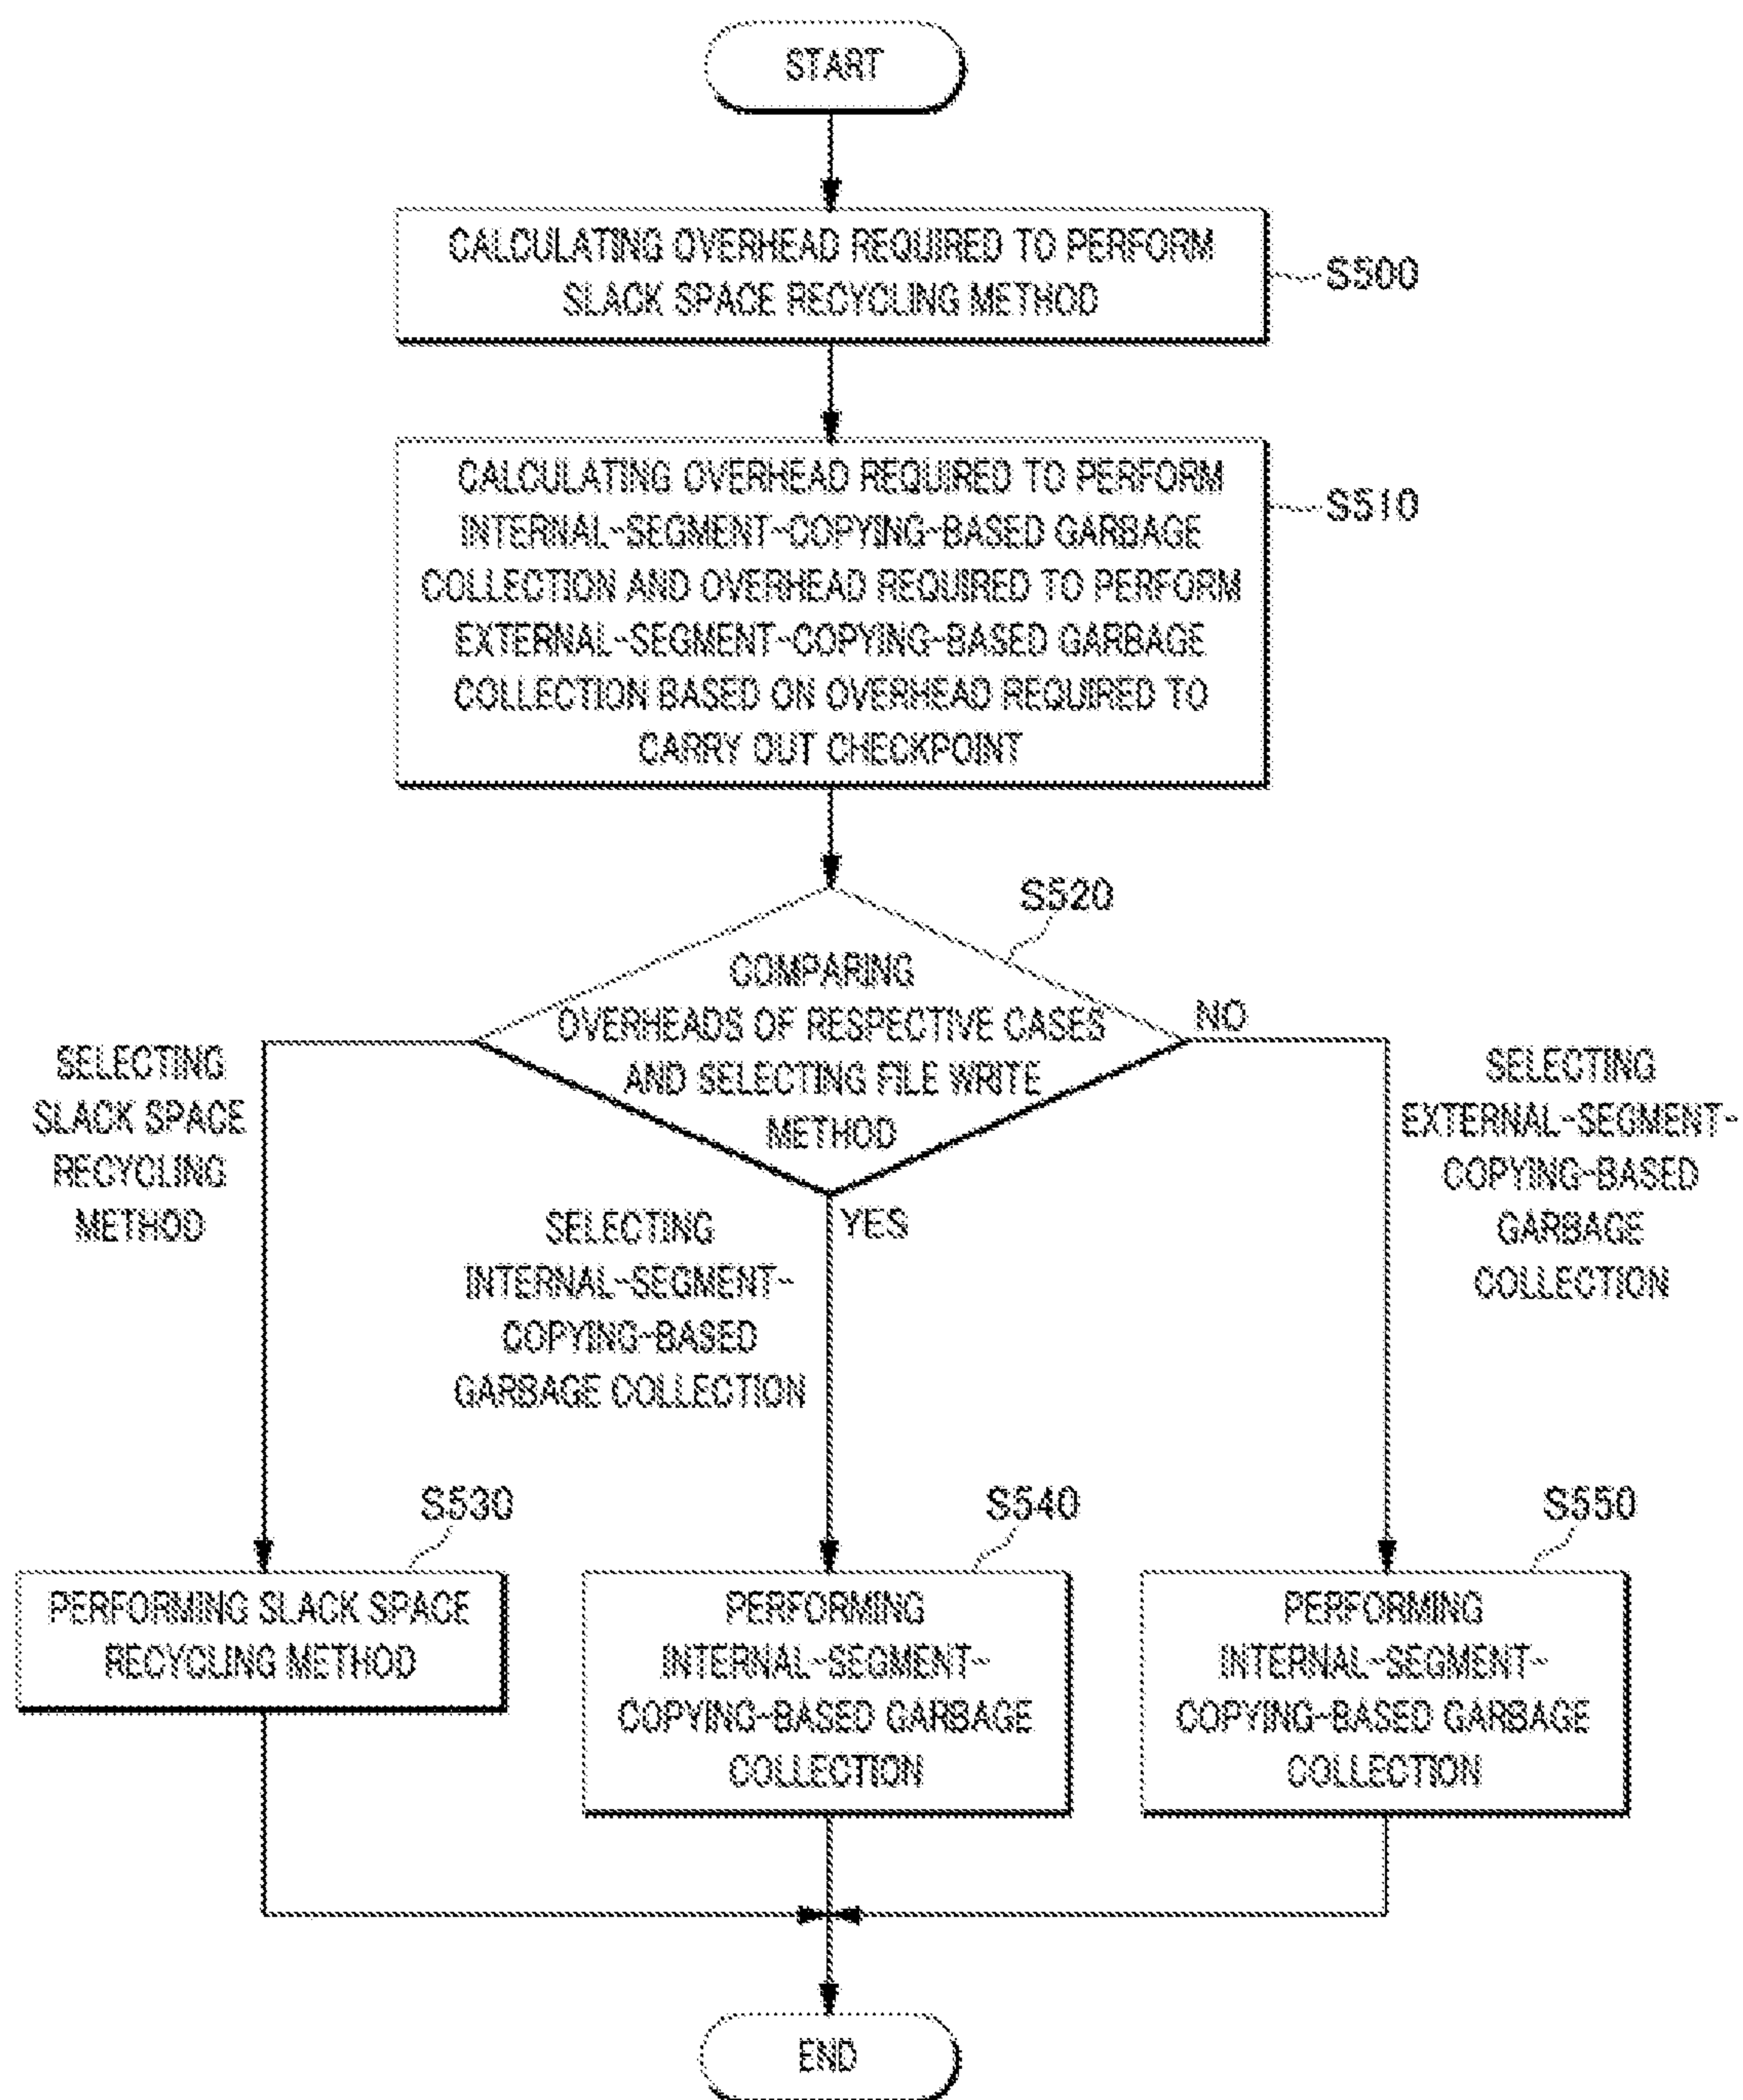 START
CALCULATING OVERHEAD REQUIRED TO PERFORM
SLACK SPACE RECYCLING METHOD
S500
CALCULATING OVERHEAD REQUIRED TO PERFORM
INTERNAL-SEGMENT-COPYING-BASED GARBAGE
COLLECTION AND OVERHEAD REQUIRED TO PERFORM
EXTERNAL-SEGMENT-COPYING-BASED GARBAGE
COLLECTION BASED ON OVERHEAD REQUIRED TO
CARRY OUT CHECKPOINT
S510
S520
COMPARING
OVERHEADS OF RESPECTIVE CASES
AND SELECTING FILE WRITE
METHOD
SELECTING
SLACK SPACE
RECYCLING
METHOD
YES
SELECTING
INTERNAL-SEGMENT-
COPYING-BASED
GARBAGE COLLECTION
NO
SELECTING
EXTERNAL-SEGMENT-
COPYING-BASED
GARBAGE
COLLECTION
S530
PERFORMING SLACK SPACE
RECYCLING METHOD
S540
PERFORMING
INTERNAL-SEGMENT-
COPYING-BASED GARBAGE
COLLECTION
S550
PERFORMING
INTERNAL-SEGMENT-
COPYING-BASED GARBAGE
COLLECTION
END